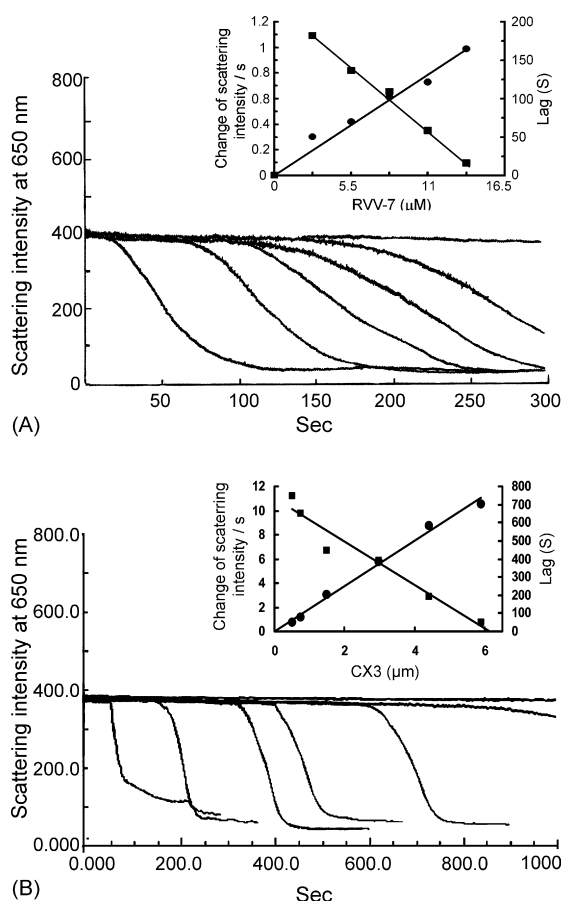 1.2
1
0.8
0.6
0.4
0.2
0
Change of scattering
intensity / s
200
150
100
50
0
Lag (S)
0 5.5 11 16.5
RVV-7 (μM)
800
600
400
200
0
Scattering intensity at 650 nm
50 100 150 200 250 300
Sec
(A)
12
10
8
6
4
2
0
Change of scaterring
intensity / s
800
700
600
500
400
300
200
100
0
Lag (S)
0 2 4 6
CX3 (μm)
800.0
600.0
400.0
200.0
0.000
Scattering intensity at 650 nm
0.000 200.0 400.0 600.0 800.0 1000
Sec
(B)